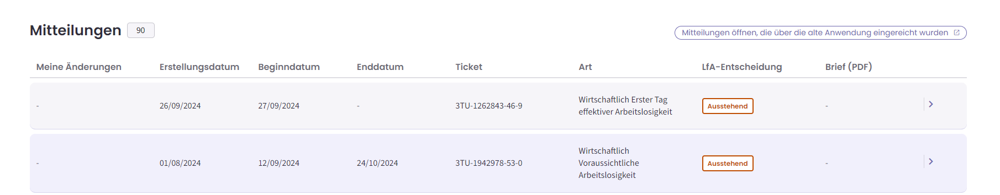 Mitteilungen 90
Mitteilungen öffnen, die über die alte Anwendung eingereicht wurden
Meine Änderungen Erstellungsdatum Beginndatum Enddatum Ticket Art LfA-Entscheidung Brief (PDF)
- 26/09/2024 27/09/2024 - 3TU-1262843-46-9 Wirtschaftlich Erster Tag
effektiver Arbeitslosigkeit
Ausstehend -
- 01/08/2024 12/09/2024 24/10/2024 3TU-1942978-53-0 Wirtschaftlich
Voraussichtliche
Arbeitslosigkeit
Ausstehend -